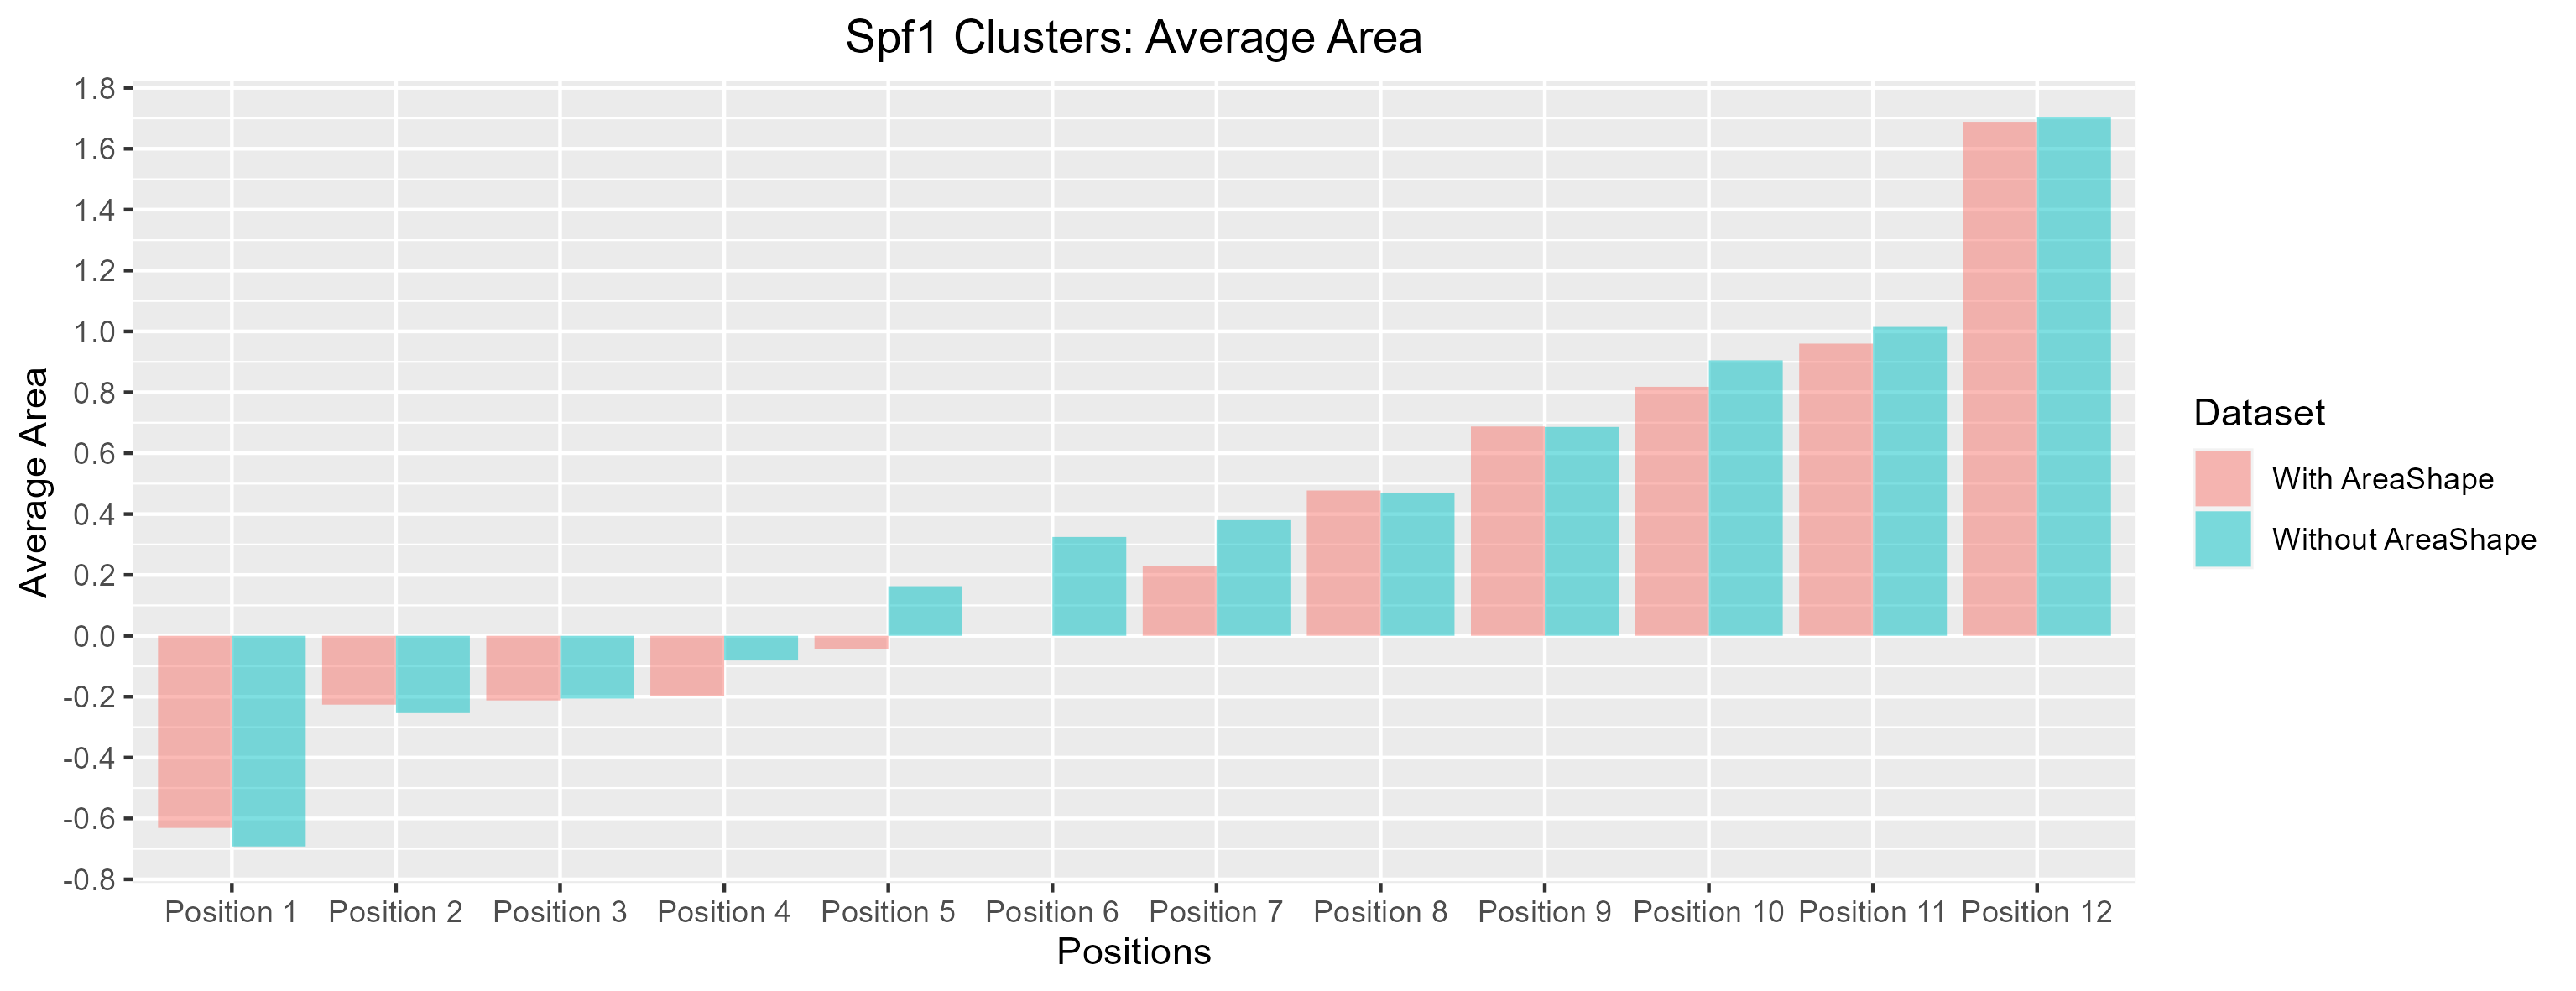 Spf1 Clusters: Average Area
Average Area
1.8
1.6
1.4
1.2
1.0
0.8
0.6
0.4
0.2
0.0
-0.2
-0.4
-0.6
-0.8
Position 1 Position 2 Position 3 Position 4 Position 5 Position 6 Position 7 Position 8 Position 9 Position 10 Position 11 Position 12
Positions
Dataset
With AreaShape
Without AreaShape